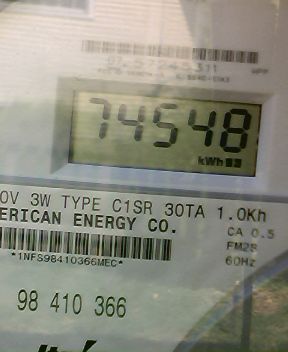 74548
kWh
0V 3W TYPE C1SR 30TA 1.0Kh
ERICAN ENERGY CO.
CA 0.5
FM2S
60Hz
*1NFS98410366MEC*
98 410 366